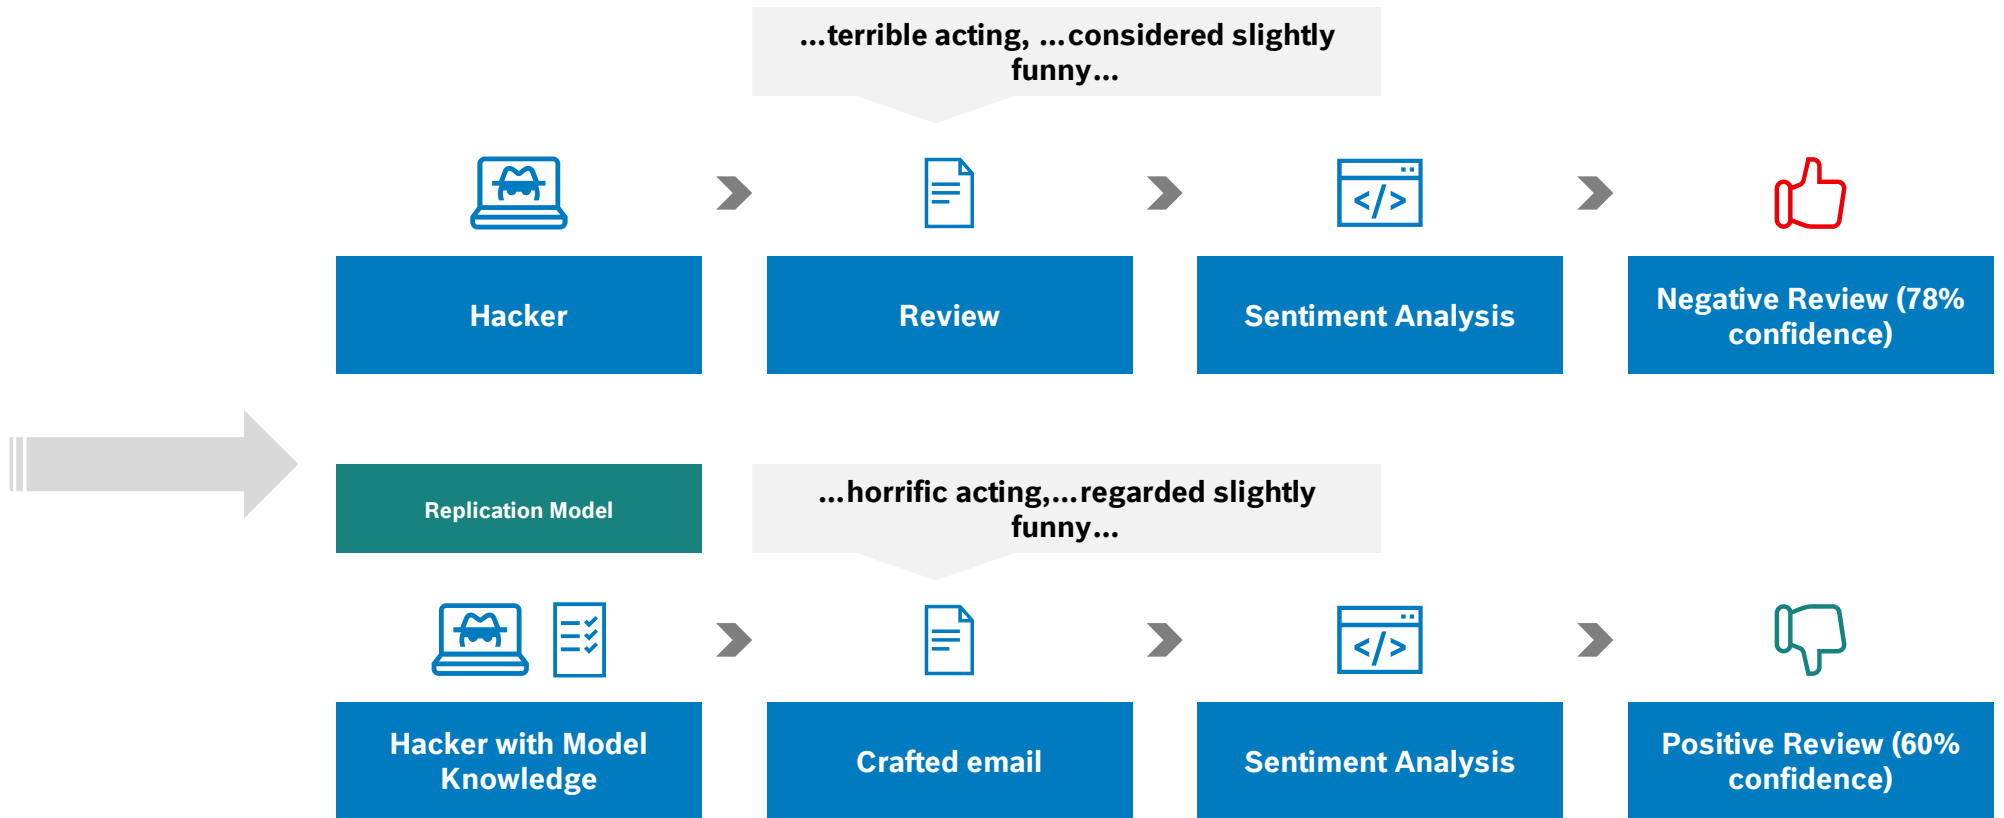 ...terrible acting, ...considered slightly
funny...
</>
Hacker
Review
Sentiment Analysis
Negative Review (78%
confidence)
Replication Model
...horrific acting,...regarded slightly
funny...
</>
Hacker with Model
Knowledge
Crafted email
Sentiment Analysis
Positive Review (60%
confidence)